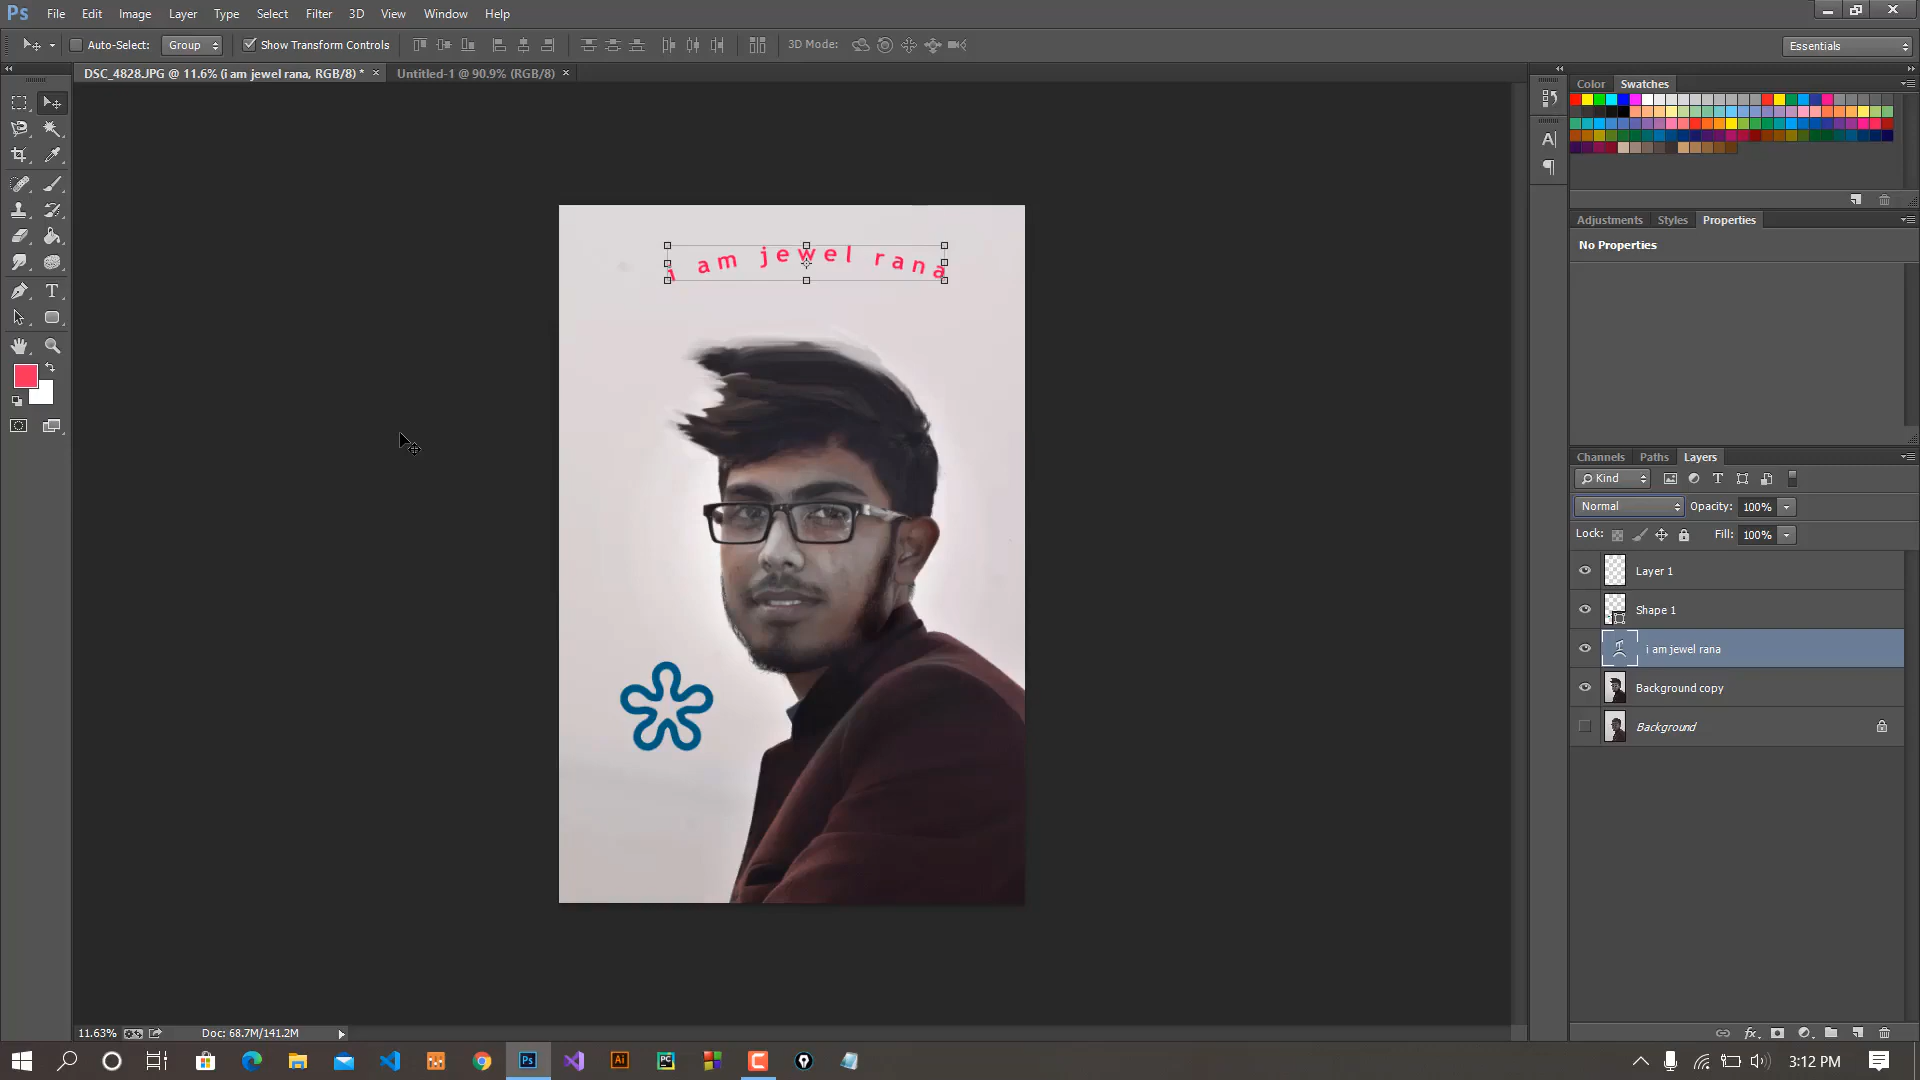 Ps File Edit Image Layer Type Select Filter 3D View Window Help
Auto-Select: Group Show Transform Controls 3D Mode: Essentials
DSC_4828.JPG @ 11.6% (i am jewel rana, RGB/8) * × Untitled-1 @ 90.9% (RGB/8) ×
Color Swatches
Adjustments Styles Properties
No Properties
i am jewel rana
Channels Paths Layers
Kind
Normal Opacity: 100%
Lock: Fill: 100%
Layer 1
Shape 1
i am jewel rana
Background copy
Background
11.63% Doc: 68.7M/141.2M
3:12 PM